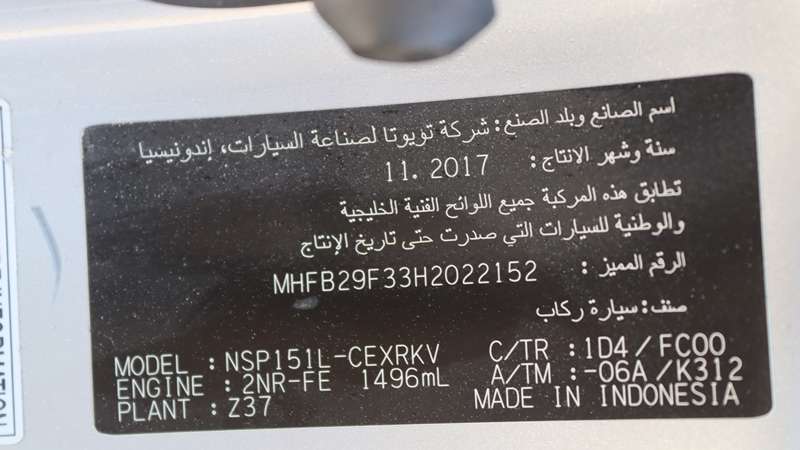 اسم الصانع وبلد الصنع: شركة تويوتا لصناعة السيارات، إندونيسيا
سنة وشهر الإنتاج: 11.2017
تطابق هذه المركبة جميع اللوائح الفنية الخليجية
والوطنية للسيارات التي صدرت حتى تاريخ الإنتاج
الرقم المميز: MHFB29F33H2022152
صنف: سيارة ركاب
MODEL : NSP151L-CEXRKV C/TR : 1D4/FC00
ENGINE : 2NR-FE 1496mL A/TM : -06A/K312
PLANT : Z37 MADE IN INDONESIA